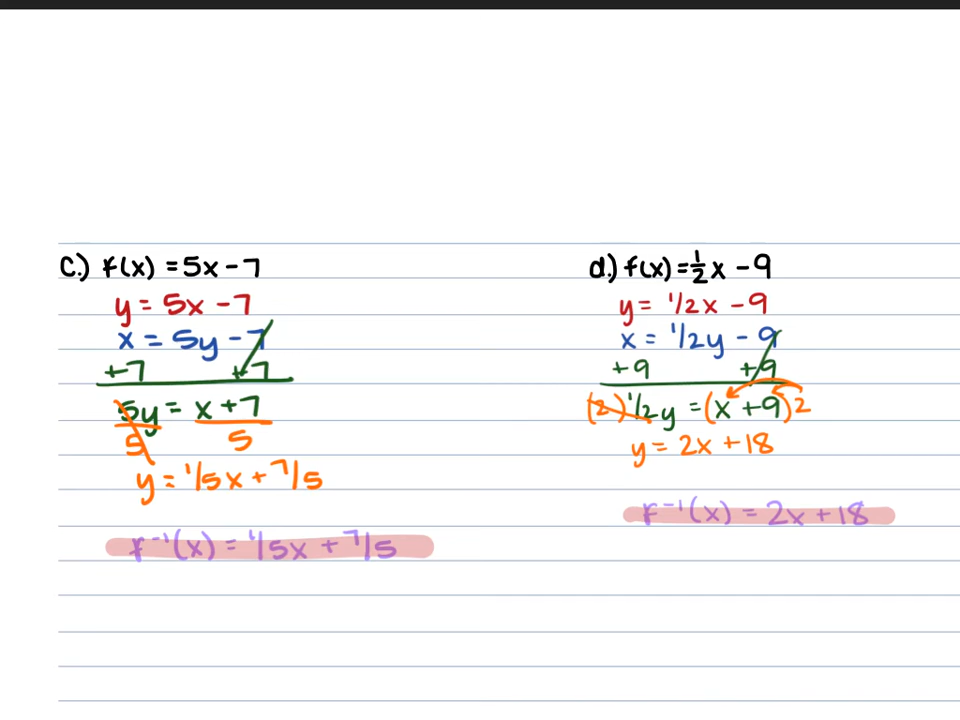 c.) f(x) = 5x - 7
y = 5x - 7
x = 5y - 7
+7 +7
5y = x + 7
5 5
y = 1/5x + 7/5
f⁻¹(x) = 1/5x + 7/5
d.) f(x) = 1/2x - 9
y = 1/2x - 9
x = 1/2y - 9
+9 +9
(2) 1/2y = (x + 9)2
y = 2x + 18
f⁻¹(x) = 2x + 18